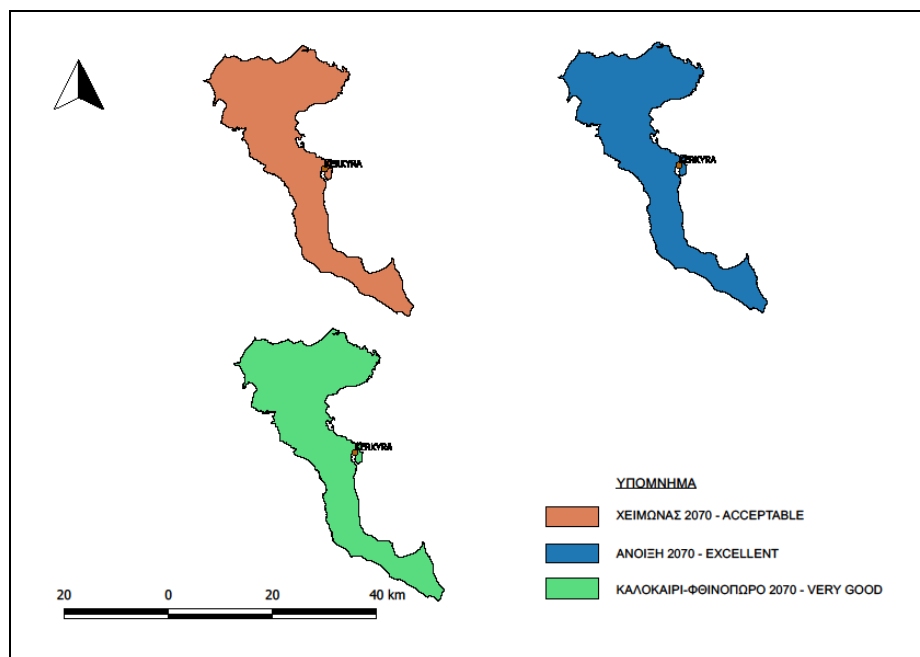 KERKYRA
KERKYRA
KERKYRA
ΥΠΟΜΝΗΜΑ
ΧΕΙΜΩΝΑΣ 2070 - ACCEPTABLE
ΑΝΟΙΞΗ 2070 - EXCELLENT
ΚΑΛΟΚΑΙΡΙ-ΦΘΙΝΟΠΩΡΟ 2070 - VERY GOOD
20 0 20 40 km